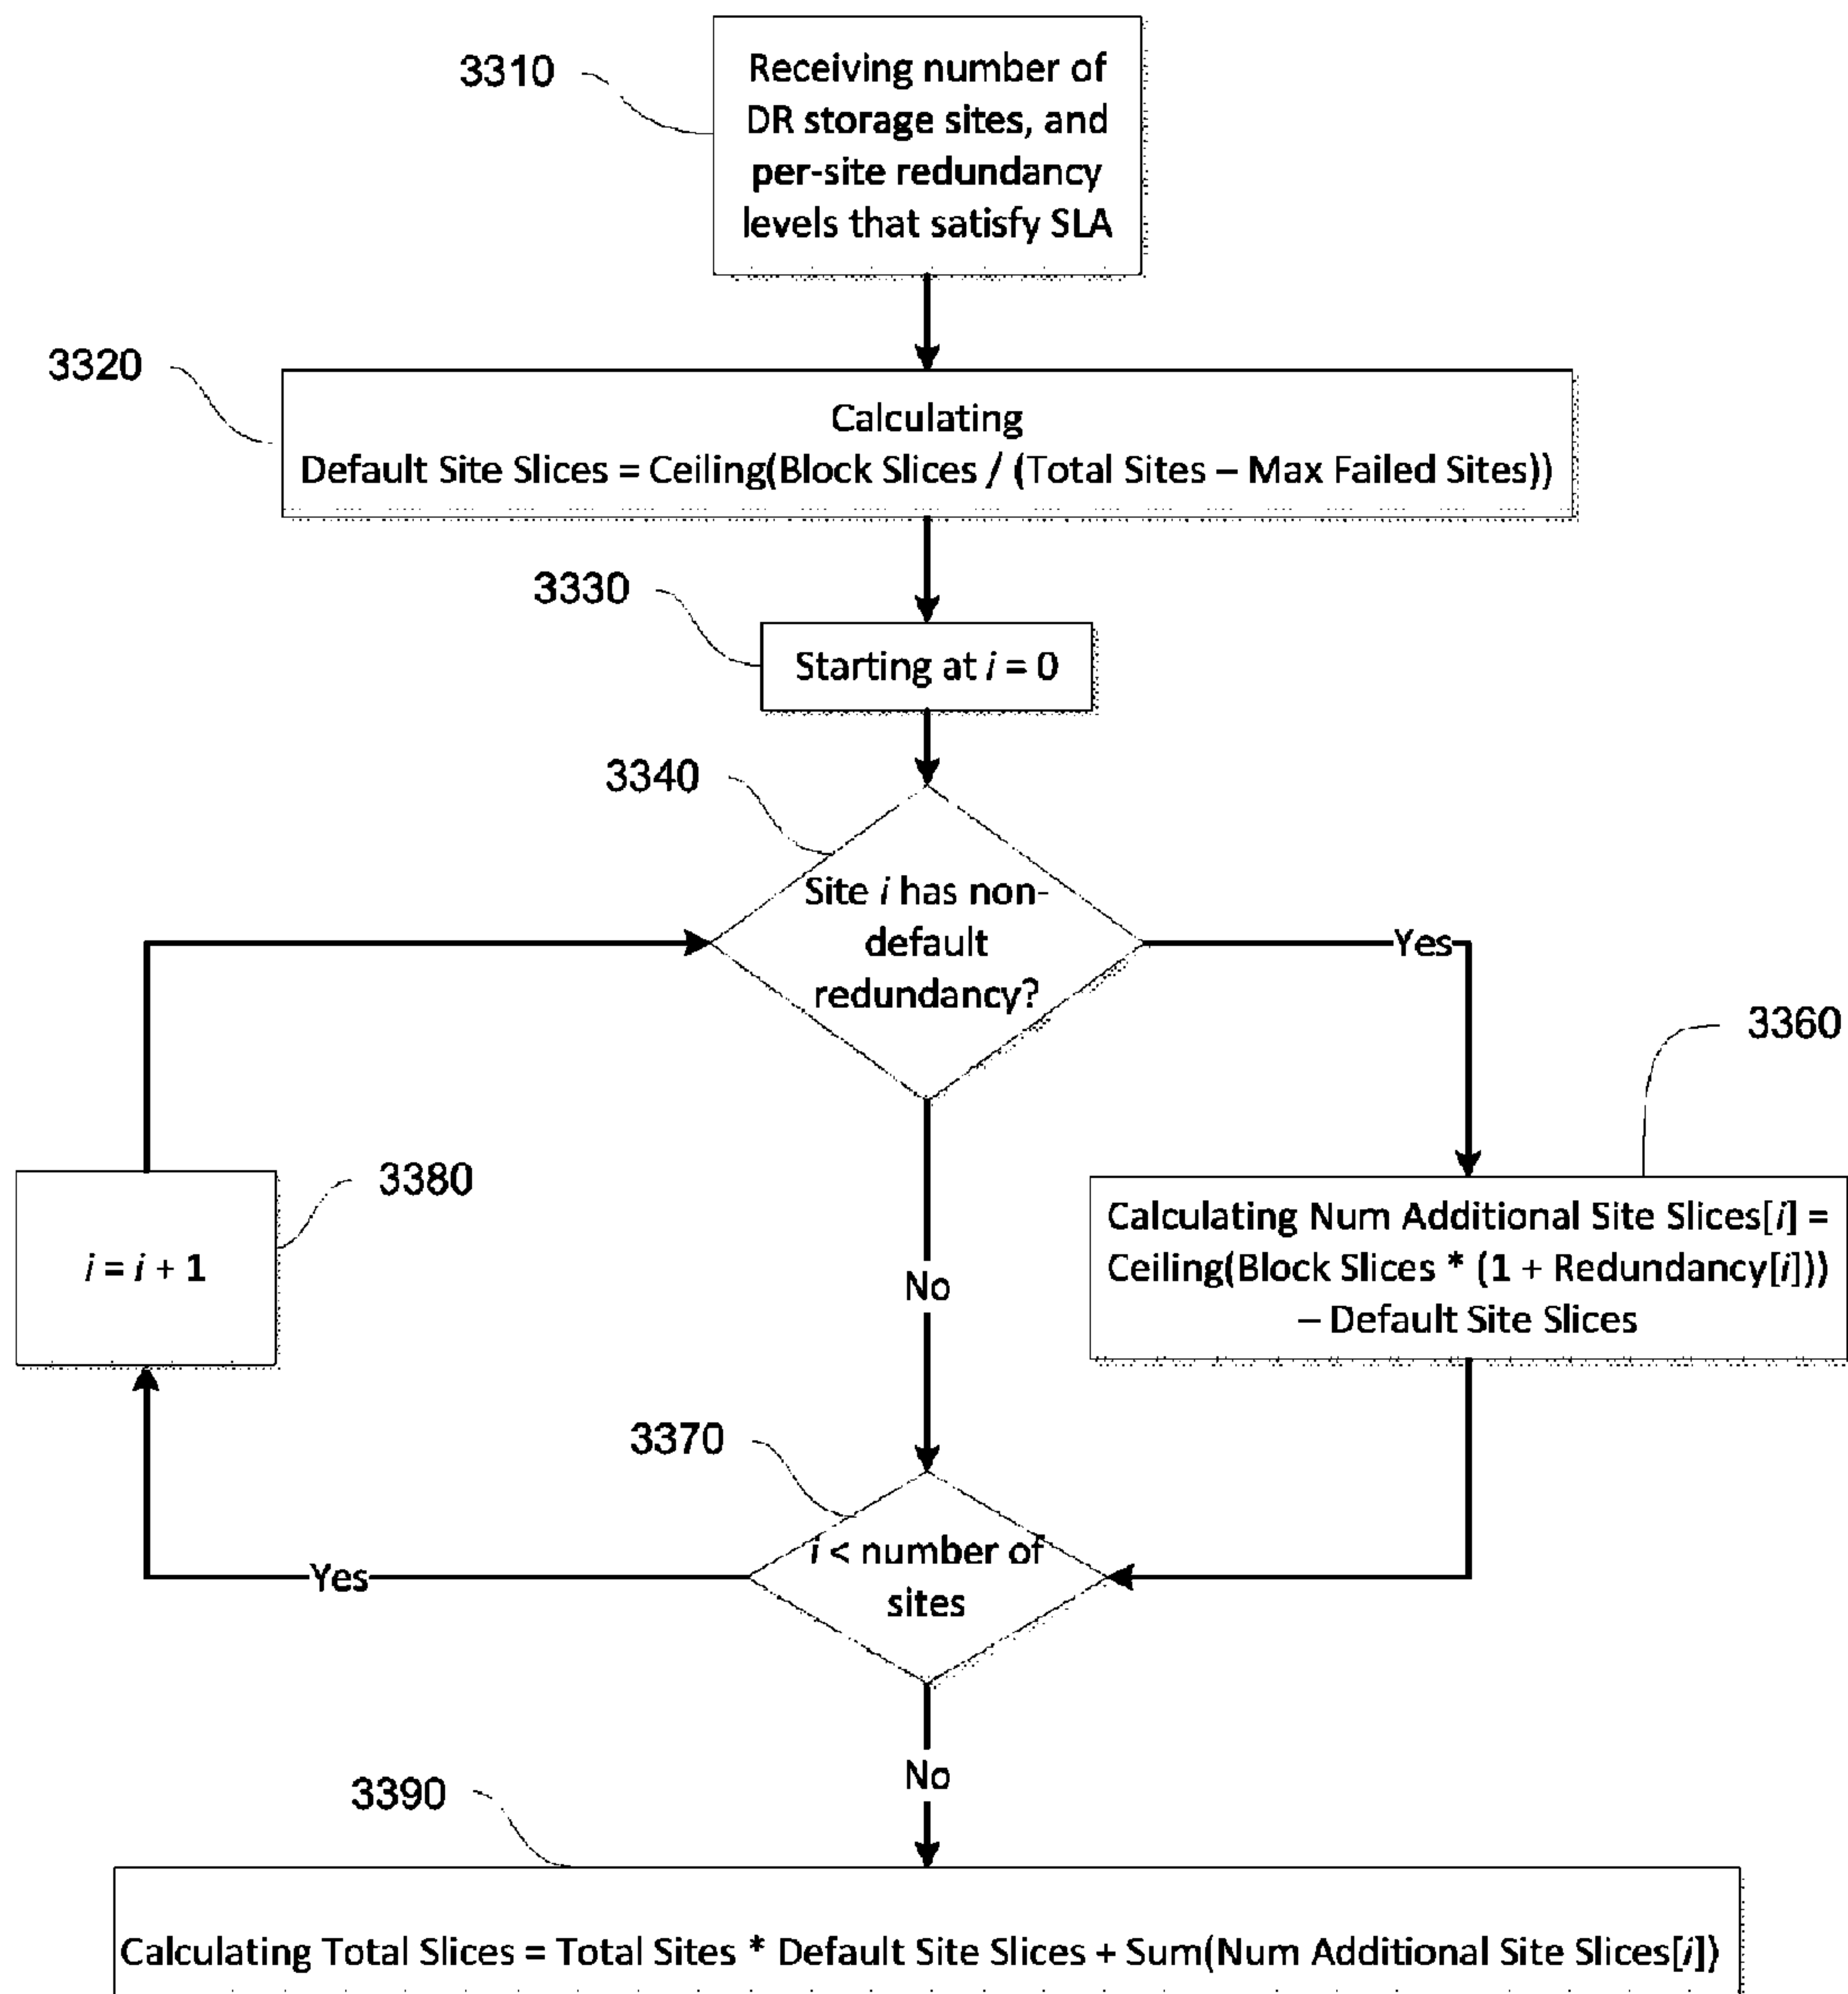 3310
Receiving number of
DR storage sites, and
per-site redundancy
levels that satisfy SLA
3320
Calculating
Default Site Slices = Ceiling(Block Slices / (Total Sites – Max Failed Sites))
3330
Starting at i = 0
3340
Site i has non-
default
redundancy?
Yes
3360
Calculating Num Additional Site Slices[i] =
Ceiling(Block Slices * (1 + Redundancy[i]))
– Default Site Slices
3380
i = i + 1
No
3370
i < number of
sites
Yes
No
3390
Calculating Total Slices = Total Sites * Default Site Slices + Sum(Num Additional Site Slices[i])